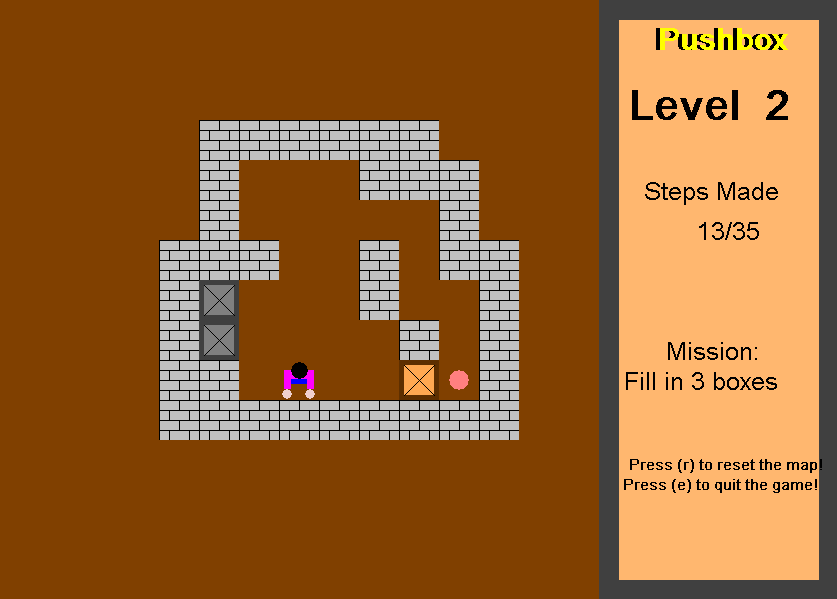 Pushbox
Level 2
Steps Made
13/35
Mission:
Fill in 3 boxes
Press (r) to reset the map!
Press (e) to quit the game!